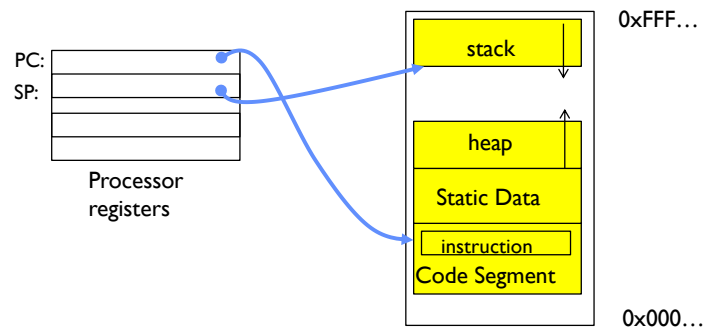 0xFFF…
stack
PC:
SP:
heap
Processor
registers
Static Data
instruction
Code Segment
0x000…